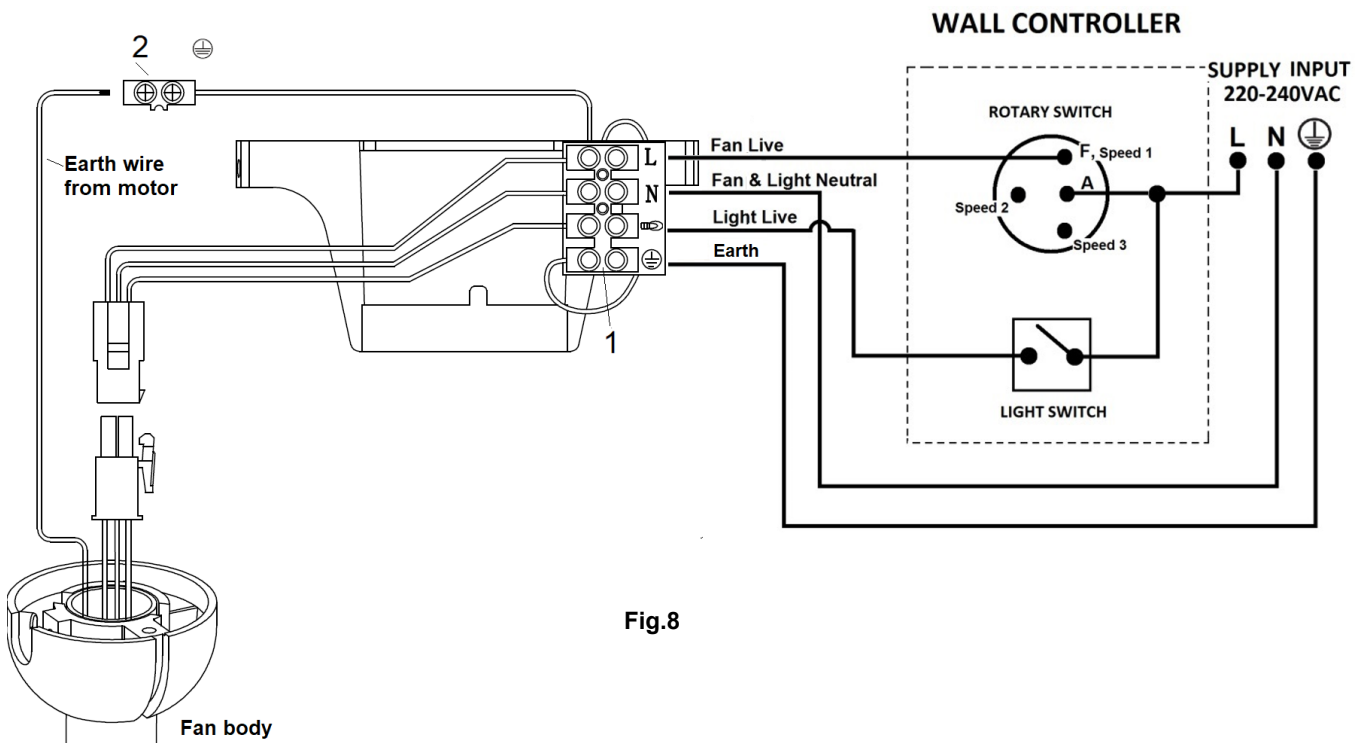 WALL CONTROLLER
2
SUPPLY INPUT
220-240VAC
ROTARY SWITCH
L N
Fan Live
F, Speed 1
L
Earth wire
from motor
Fan & Light Neutral
A
N
Speed 2
Light Live
Speed 3
Earth
1
LIGHT SWITCH
Fig.8
Fan body